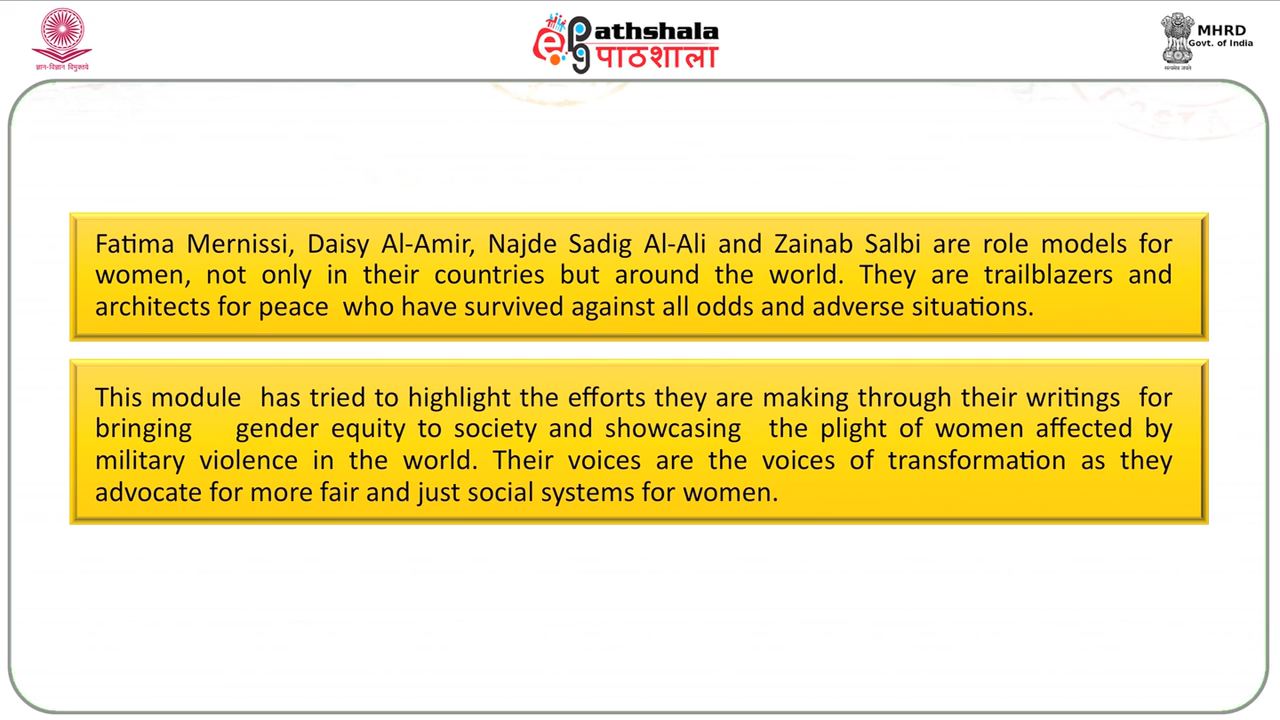 ज्ञान-विज्ञान विमुक्तये
ePG athshala
पाठशाला
MHRD
Govt. of India
सत्यमेव जयते
Fatima Mernissi, Daisy Al-Amir, Najde Sadig Al-Ali and Zainab Salbi are role models for
women, not only in their countries but around the world. They are trailblazers and
architects for peace who have survived against all odds and adverse situations.
This module has tried to highlight the efforts they are making through their writings for
bringing gender equity to society and showcasing the plight of women affected by
military violence in the world. Their voices are the voices of transformation as they
advocate for more fair and just social systems for women.